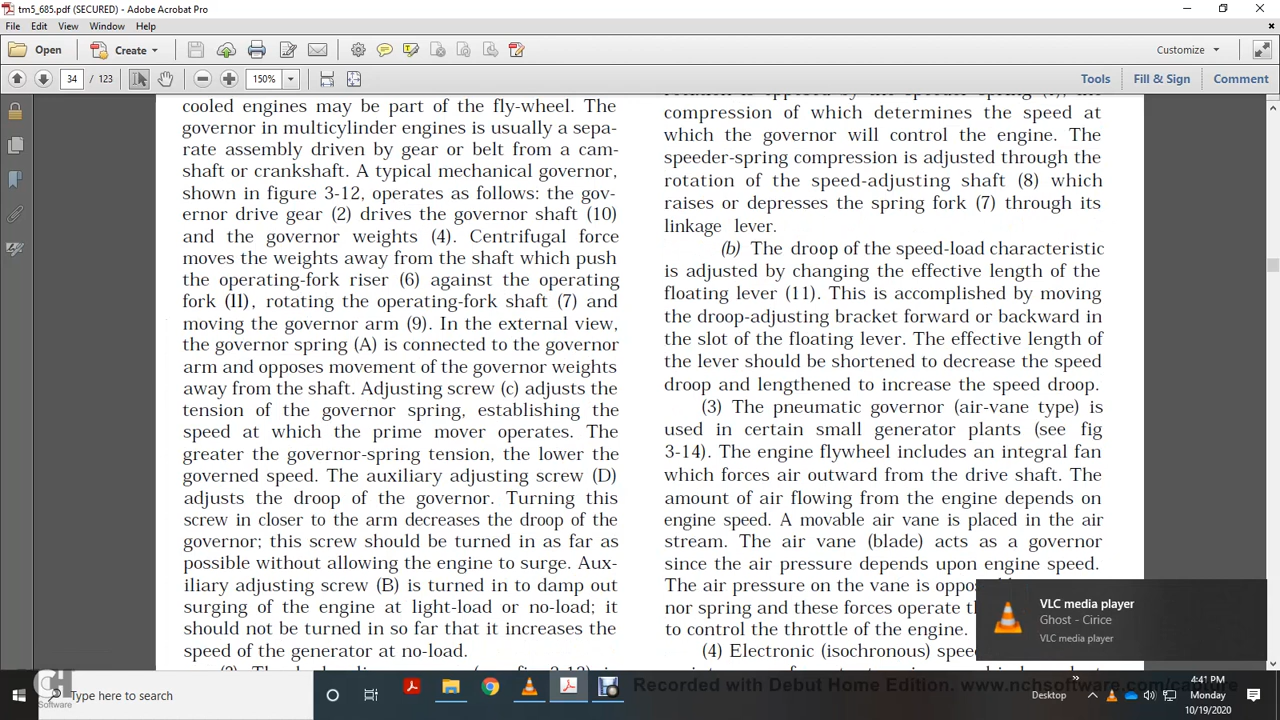 tm5_685.pdf (SECURED) - Adobe Acrobat Pro
File Edit View Window Help
Open Create Customize
34 / 123 150% Tools Fill & Sign Comment
cooled engines may be part of the fly-wheel. The
governor in multicylinder engines is usually a sepa-
rate assembly driven by gear or belt from a cam-
shaft or crankshaft. A typical mechanical governor,
shown in figure 3-12, operates as follows: the gov-
ernor drive gear (2) drives the governor shaft (10)
and the governor weights (4). Centrifugal force
moves the weights away from the shaft which push
the operating-fork riser (6) against the operating
fork (II), rotating the operating-fork shaft (7) and
moving the governor arm (9). In the external view,
the governor spring (A) is connected to the governor
arm and opposes movement of the governor weights
away from the shaft. Adjusting screw (c) adjusts the
tension of the governor spring, establishing the
speed at which the prime mover operates. The
greater the governor-spring tension, the lower the
governed speed. The auxiliary adjusting screw (D)
adjusts the droop of the governor. Turning this
screw in closer to the arm decreases the droop of the
governor; this screw should be turned in as far as
possible without allowing the engine to surge. Aux-
iliary adjusting screw (B) is turned in to damp out
surging of the engine at light-load or no-load; it
should not be turned in so far that it increases the
speed of the generator at no-load.
compression of which determines the speed at
which the governor will control the engine. The
speeder-spring compression is adjusted through the
rotation of the speed-adjusting shaft (8) which
raises or depresses the spring fork (7) through its
linkage lever.
(b) The droop of the speed-load characteristic
is adjusted by changing the effective length of the
floating lever (11). This is accomplished by moving
the droop-adjusting bracket forward or backward in
the slot of the floating lever. The effective length of
the lever should be shortened to decrease the speed
droop and lengthened to increase the speed droop.
(3) The pneumatic governor (air-vane type) is
used in certain small generator plants (see fig
3-14). The engine flywheel includes an integral fan
which forces air outward from the drive shaft. The
amount of air flowing from the engine depends on
engine speed. A movable air vane is placed in the air
stream. The air vane (blade) acts as a governor
since the air pressure depends upon engine speed.
The air pressure on the vane is
nor spring and these forces operate
to control the throttle of the engine.
(4) Electronic (isochronous)
VLC media player
Ghost - Cirice
VLC media player
CH
Software
Type here to search
Recorded with Debut Home Edition. www.nchsoftware.com/capture
Desktop
4:41 PM
Monday
10/19/2020